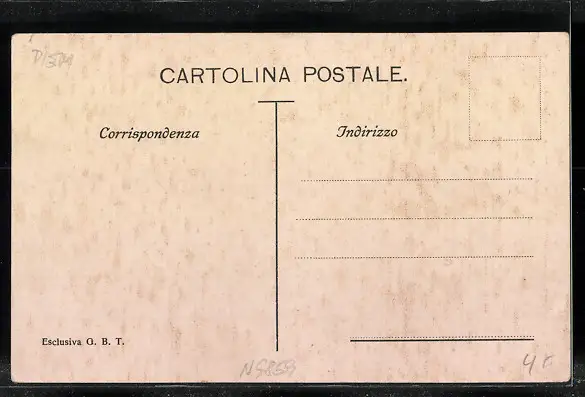 CARTOLINA POSTALE.
Corrispondenza
Indirizzo
Esclusiva G. B. T.